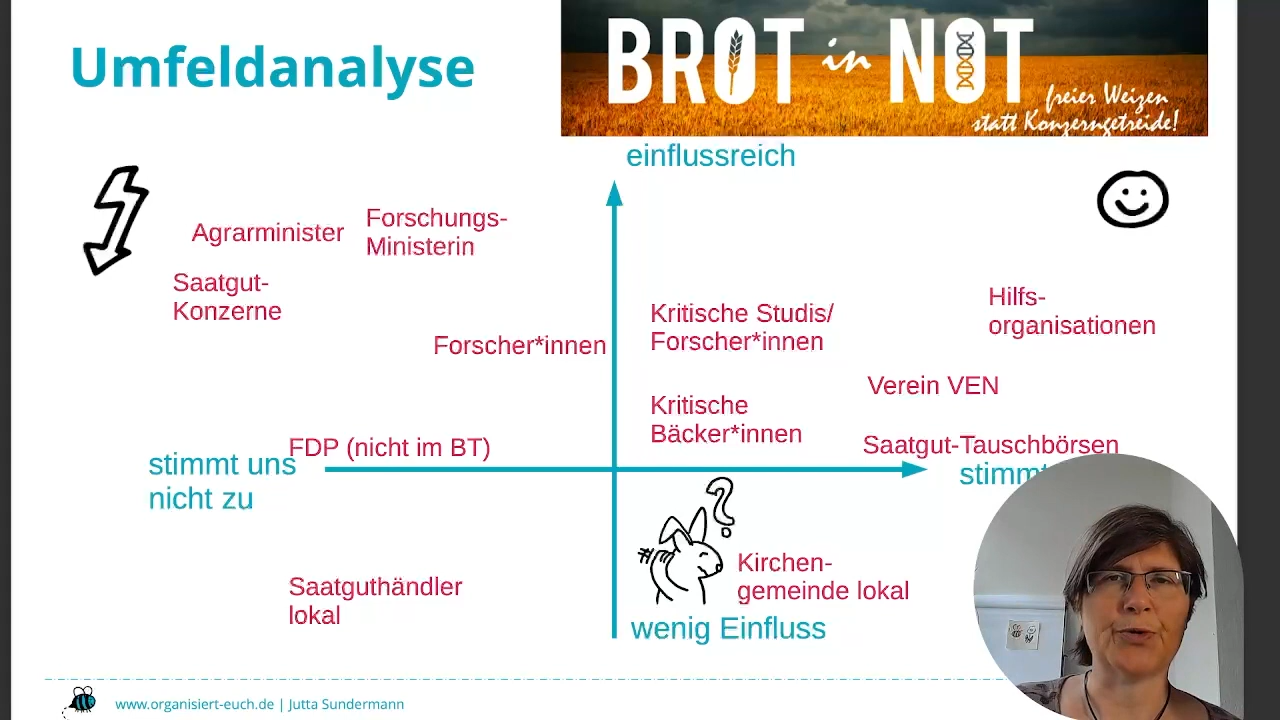 Umfeldanalyse
BROT in NOT
freier Weizen
statt Konzerngetreide!
einflussreich
Agrarminister
Forschungs-
Ministerin
Saatgut-
Konzerne
Forscher*innen
Kritische Studis/
Forscher*innen
Hilfs-
organisationen
Verein VEN
Kritische
Bäcker*innen
FDP (nicht im BT)
Saatgut-Tauschbörsen
stimmt uns
nicht zu
stimmt
Kirchen-
gemeinde lokal
Saatguthändler
lokal
wenig Einfluss
www.organisiert-euch.de | Jutta Sundermann